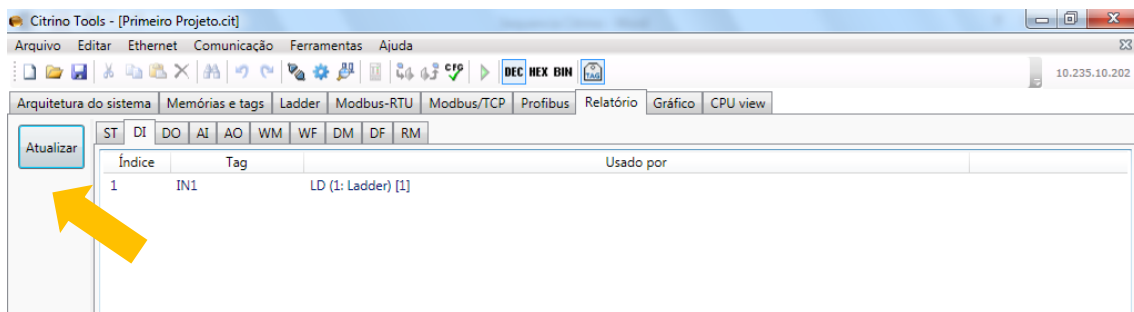 Citrino Tools - [Primeiro Projeto.cit]
Arquivo Editar Ethernet Comunicação Ferramentas Ajuda
CFG DEC HEX BIN TAG 10.235.10.202
Arquitetura do sistema Memórias e tags Ladder Modbus-RTU Modbus/TCP Profibus Relatório Gráfico CPU view
Atualizar
ST DI DO AI AO WM WF DM DF RM
Índice Tag Usado por
1 IN1 LD (1: Ladder) [1]